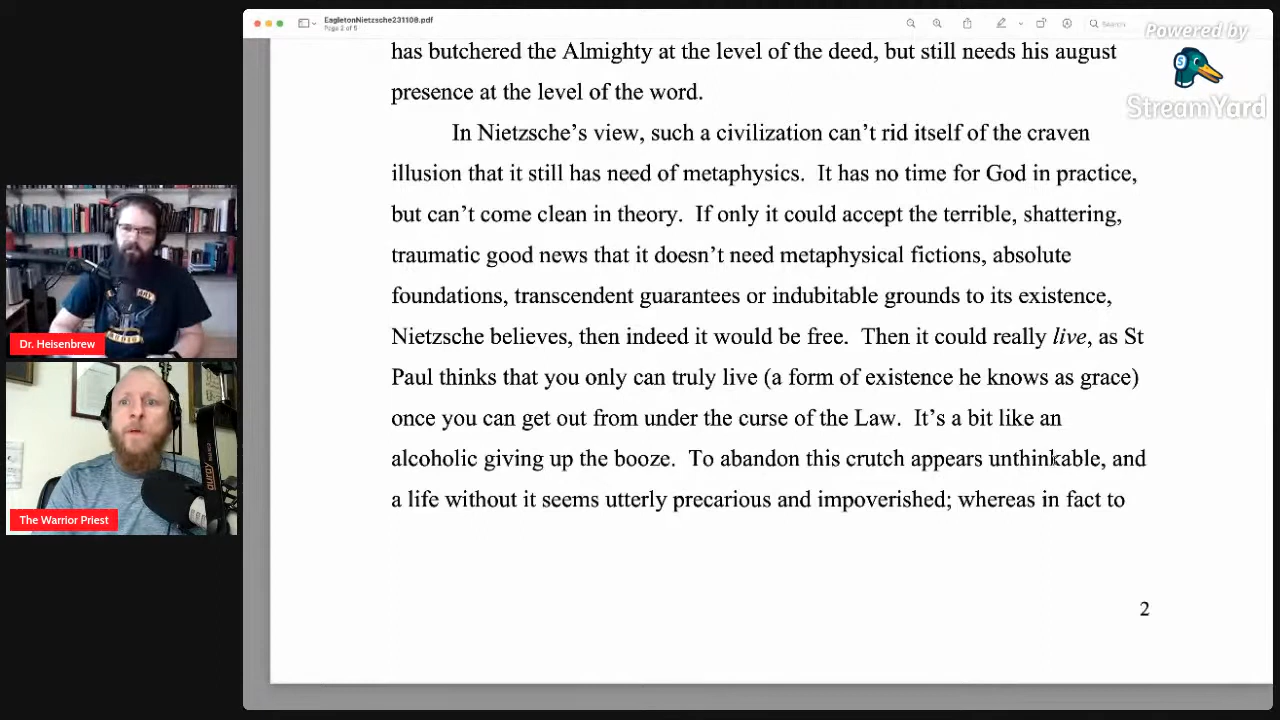 EagletonNietzsche231108.pdf
Page 2 of 5
Search
Powered by
StreamYard
has butchered the Almighty at the level of the deed, but still needs his august
presence at the level of the word.
In Nietzsche’s view, such a civilization can’t rid itself of the craven
illusion that it still has need of metaphysics. It has no time for God in practice,
but can’t come clean in theory. If only it could accept the terrible, shattering,
traumatic good news that it doesn’t need metaphysical fictions, absolute
foundations, transcendent guarantees or indubitable grounds to its existence,
Nietzsche believes, then indeed it would be free. Then it could really live, as St
Paul thinks that you only can truly live (a form of existence he knows as grace)
once you can get out from under the curse of the Law. It’s a bit like an
alcoholic giving up the booze. To abandon this crutch appears unthinkable, and
a life without it seems utterly precarious and impoverished; whereas in fact to
2
Dr. Heisenbrew
The Warrior Priest